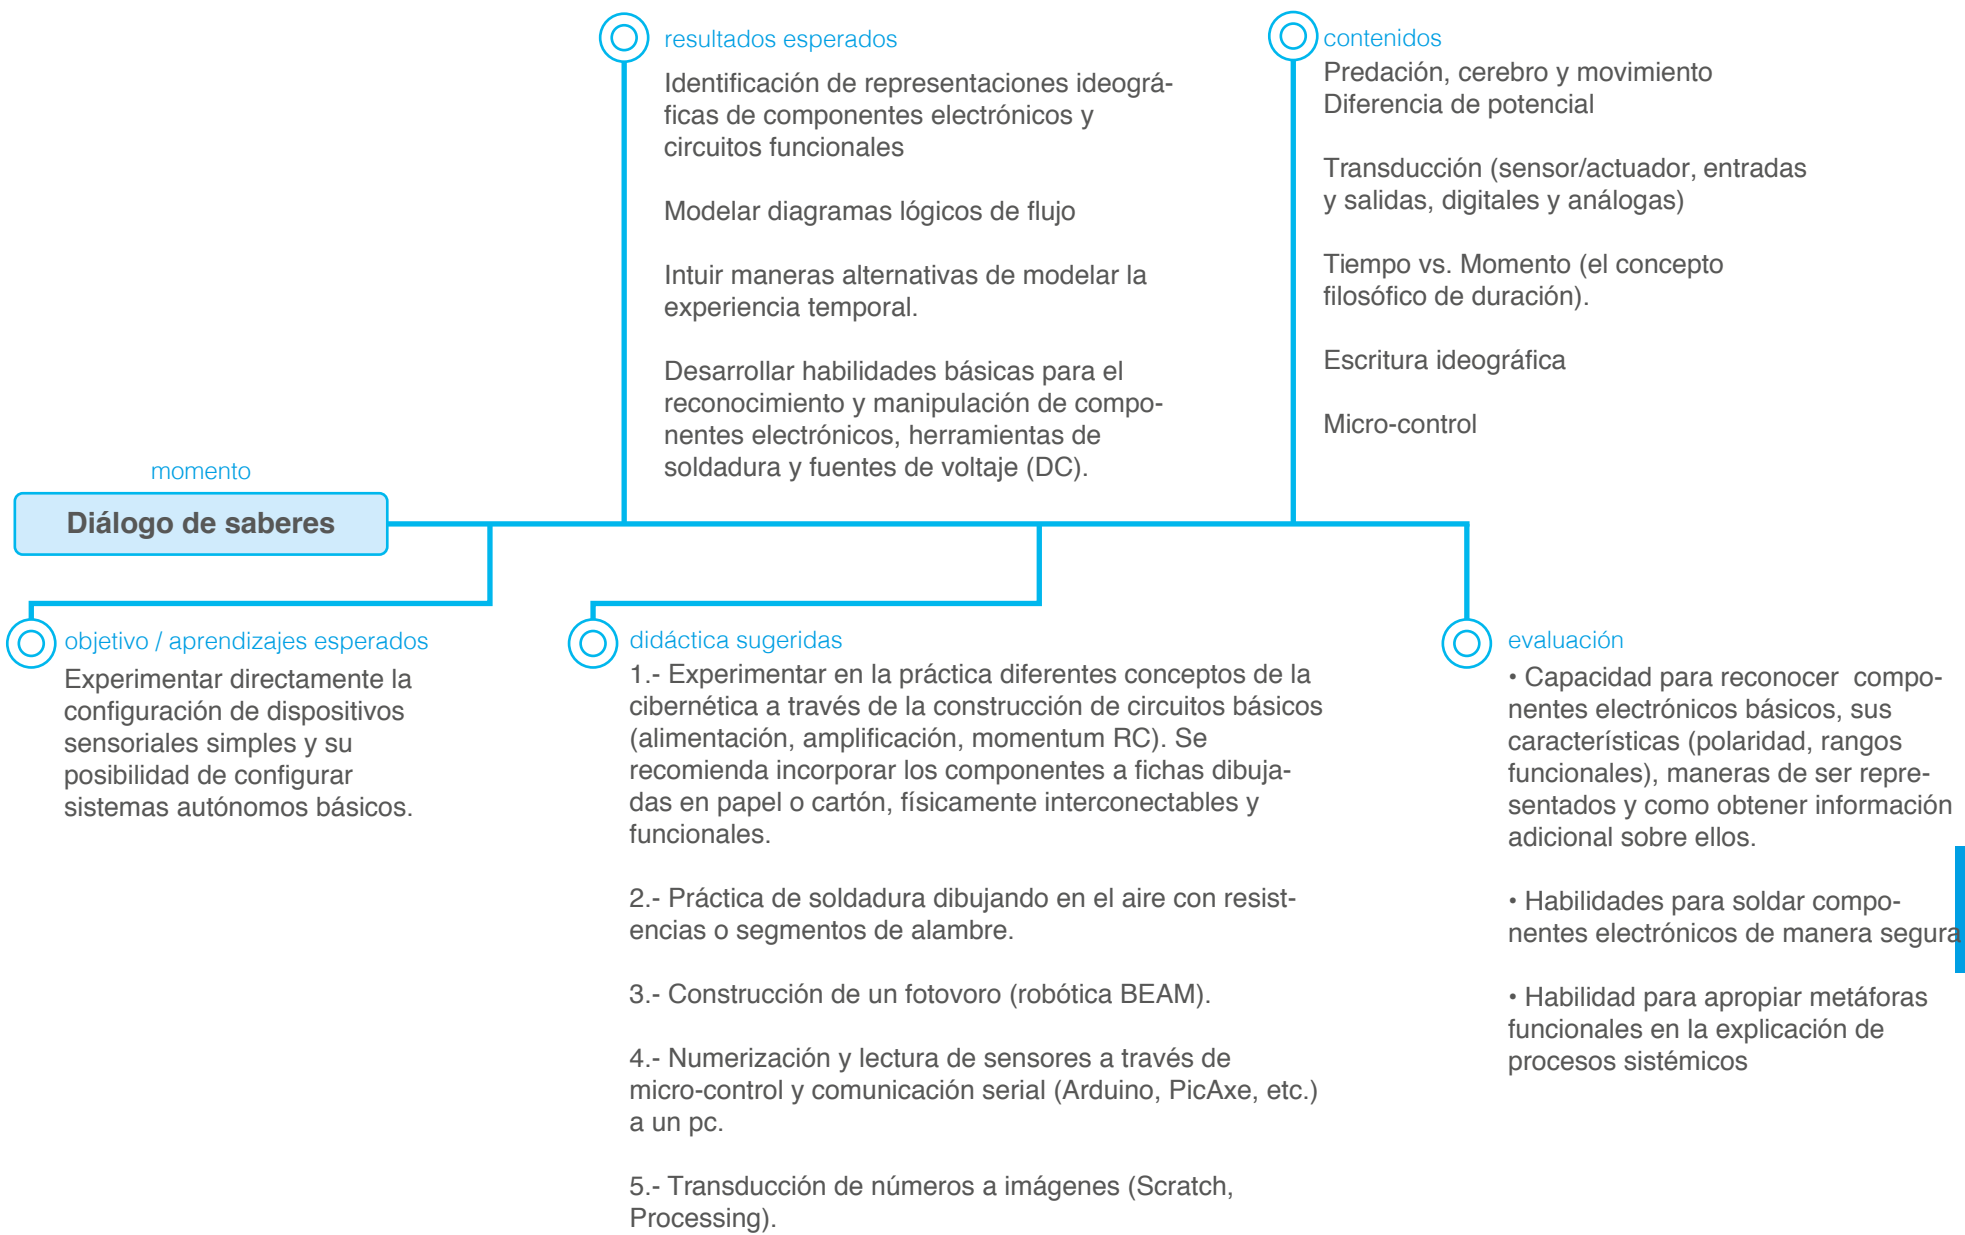 resultados esperados
Identificación de representaciones ideográ-
ficas de componentes electrónicos y
circuitos funcionales
Modelar diagramas lógicos de flujo
Intuir maneras alternativas de modelar la
experiencia temporal.
Desarrollar habilidades básicas para el
reconocimiento y manipulación de compo-
nentes electrónicos, herramientas de
soldadura y fuentes de voltaje (DC).
contenidos
Predación, cerebro y movimiento
Diferencia de potencial
Transducción (sensor/actuador, entradas
y salidas, digitales y análogas)
Tiempo vs. Momento (el concepto
filosófico de duración).
Escritura ideográfica
Micro-control
momento
Diálogo de saberes
objetivo / aprendizajes esperados
Experimentar directamente la
configuración de dispositivos
sensoriales simples y su
posibilidad de configurar
sistemas autónomos básicos.
didáctica sugeridas
1.- Experimentar en la práctica diferentes conceptos de la
cibernética a través de la construcción de circuitos básicos
(alimentación, amplificación, momentum RC). Se
recomienda incorporar los componentes a fichas dibuja-
das en papel o cartón, físicamente interconectables y
funcionales.
2.- Práctica de soldadura dibujando en el aire con resist-
encias o segmentos de alambre.
3.- Construcción de un fotovoro (robótica BEAM).
4.- Numerización y lectura de sensores a través de
micro-control y comunicación serial (Arduino, PicAxe, etc.)
a un pc.
5.- Transducción de números a imágenes (Scratch,
Processing).
evaluación
• Capacidad para reconocer  compo-
nentes electrónicos básicos, sus
características (polaridad, rangos
funcionales), maneras de ser repre-
sentados y como obtener información
adicional sobre ellos.
• Habilidades para soldar compo-
nentes electrónicos de manera segura
• Habilidad para apropiar metáforas
funcionales en la explicación de
procesos sistémicos